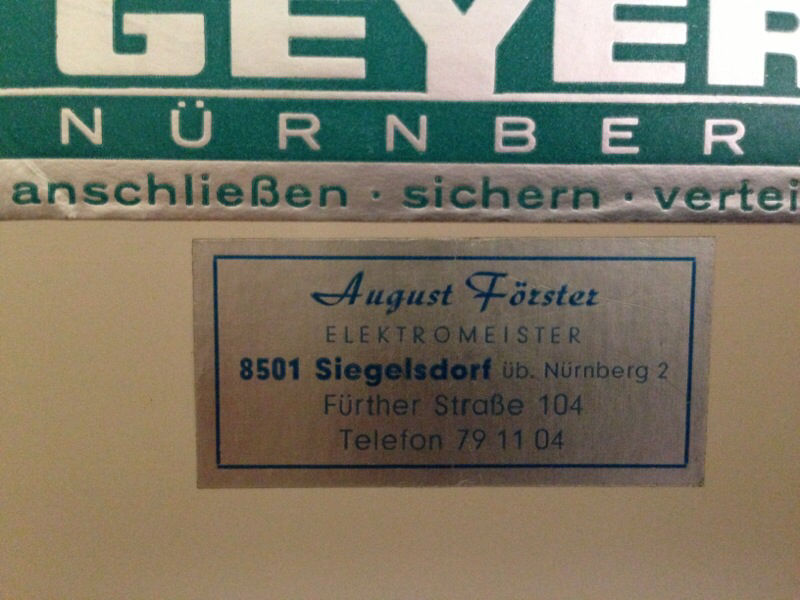 GEYER
NÜRNBER
anschließen · sichern · vertei
August Förster
ELEKTROMEISTER
8501 Siegelsdorf üb. Nürnberg 2
Fürther Straße 104
Telefon 79 11 04